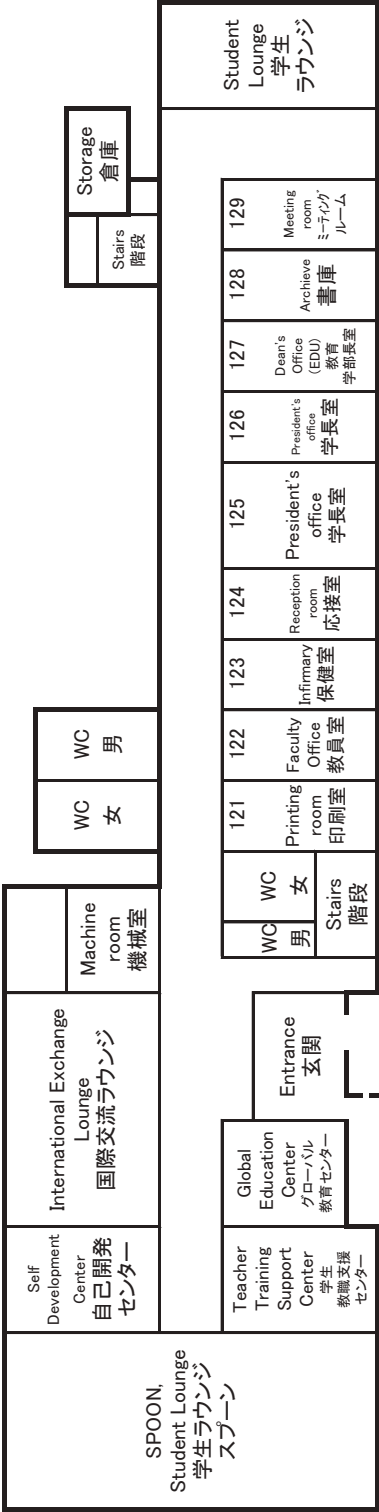 SPOON,
Student Lounge
学生ラウンジ
スプーン
Self
Development
Center
自己開発
センター
International Exchange
Lounge
国際交流ラウンジ
Machine
room
機械室
WC
女
WC
男
Stairs
階段
Storage
倉庫
Student
Lounge
学生
ラウンジ
Teacher
Training
Support
Center
学生
教職支援
センター
Global
Education
Center
グローバル
教育センター
Entrance
玄関
WC
男
WC
女
Stairs
階段
121
Printing
room
印刷室
122
Faculty
Office
教員室
123
Infirmary
保健室
124
Reception
room
応接室
125
President's
office
学長室
126
President's
office
学長室
127
Dean's
Office
(EDU)
教育
学部長室
128
Archieve
書庫
129
Meeting
room
ミーティング
ルーム